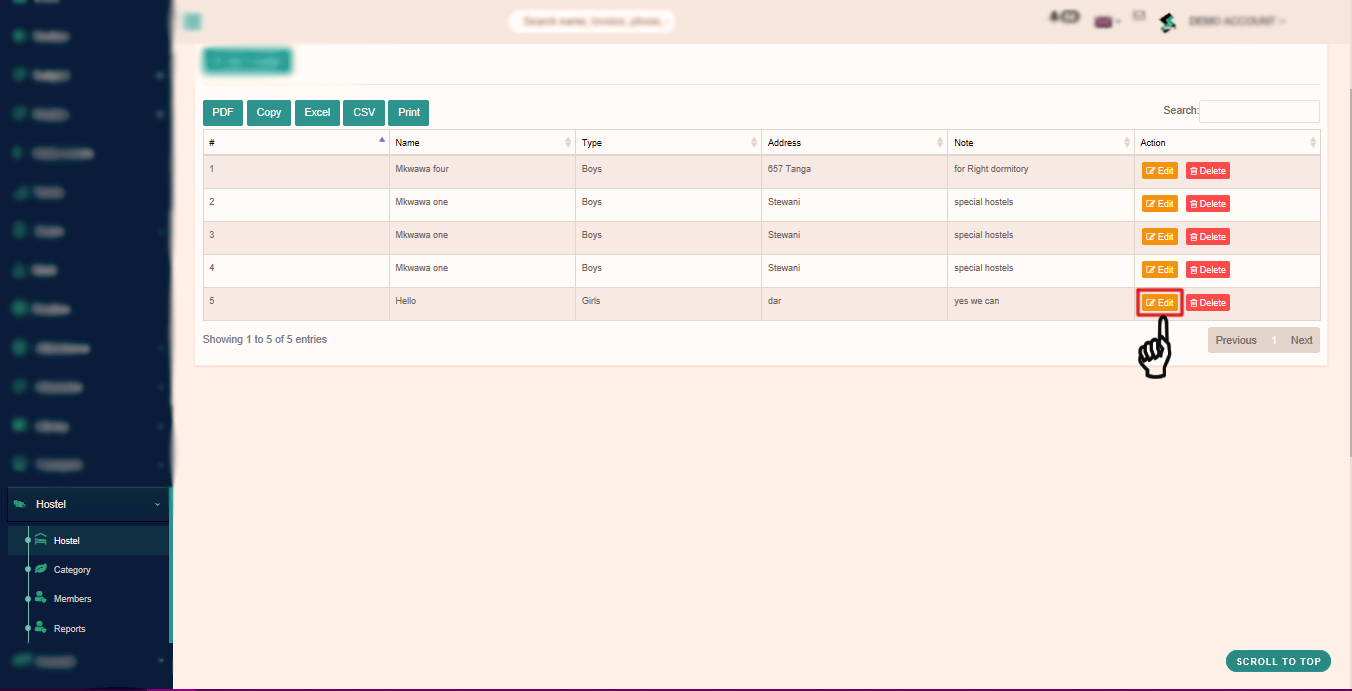 Search name, invoice, phone,
DEMO ACCOUNT
PDF Copy Excel CSV Print
Search:
# Name Type Address Note Action
1 Mkwawa four Boys 657 Tanga for Right dormitory Edit Delete
2 Mkwawa one Boys Stewani special hostels Edit Delete
3 Mkwawa one Boys Stewani special hostels Edit Delete
4 Mkwawa one Boys Stewani special hostels Edit Delete
5 Hello Girls dar yes we can Edit Delete
Showing 1 to 5 of 5 entries
Previous 1 Next
Hostel
Hostel
Category
Members
Reports
SCROLL TO TOP